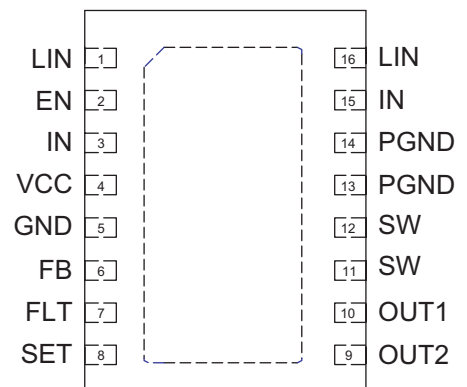 LIN 1 16 LIN
EN 2 15 IN
IN 3 14 PGND
VCC 4 13 PGND
GND 5 12 SW
FB 6 11 SW
FLT 7 10 OUT1
SET 8 9 OUT2